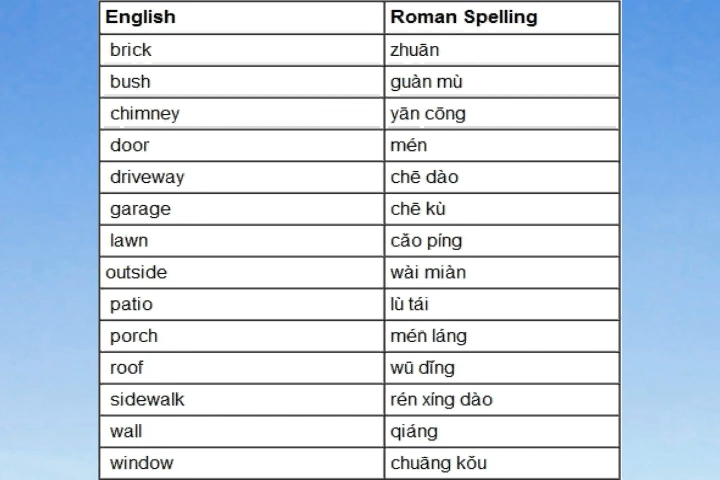 English Roman Spelling
brick zhuān
bush guàn mù
chimney yān cōng
door mén
driveway chē dào
garage chē kù
lawn cǎo píng
outside wài miàn
patio lù tái
porch mén láng
roof wū dǐng
sidewalk rén xíng dào
wall qiáng
window chuāng kǒu